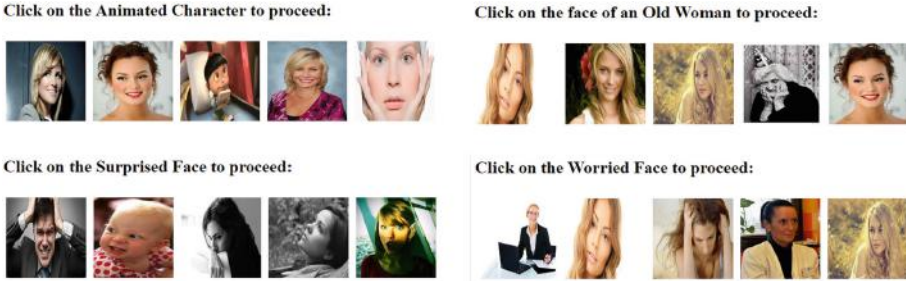 Click on the Animated Character to proceed:
Click on the face of an Old Woman to proceed:
Click on the Surprised Face to proceed:
Click on the Worried Face to proceed: